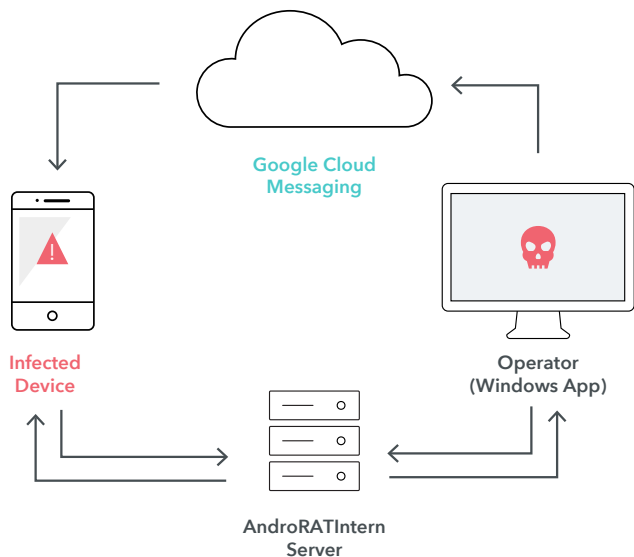 Google Cloud
Messaging
Infected
Device
Operator
(Windows App)
AndroRATIntern
Server